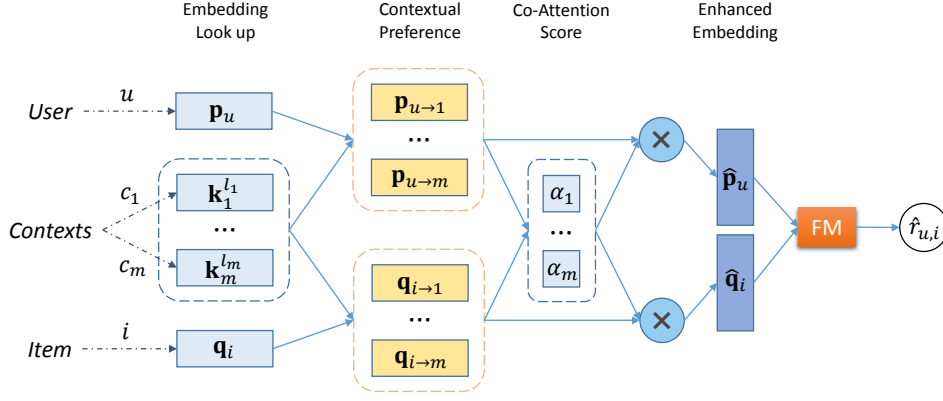 Embedding
Look up
Contextual
Preference
Co-Attention
Score
Enhanced
Embedding
User
u
𝐩_u
𝐩_{u→1}
...
𝐩_{u→m}
Contexts
c_1
c_m
𝐤_1^{l_1}
...
𝐤_m^{l_m}
α_1
...
α_m
×
×
𝐩̂_u
𝐪̂_i
FM
r̂_{u,i}
Item
i
𝐪_i
𝐪_{i→1}
...
𝐪_{i→m}